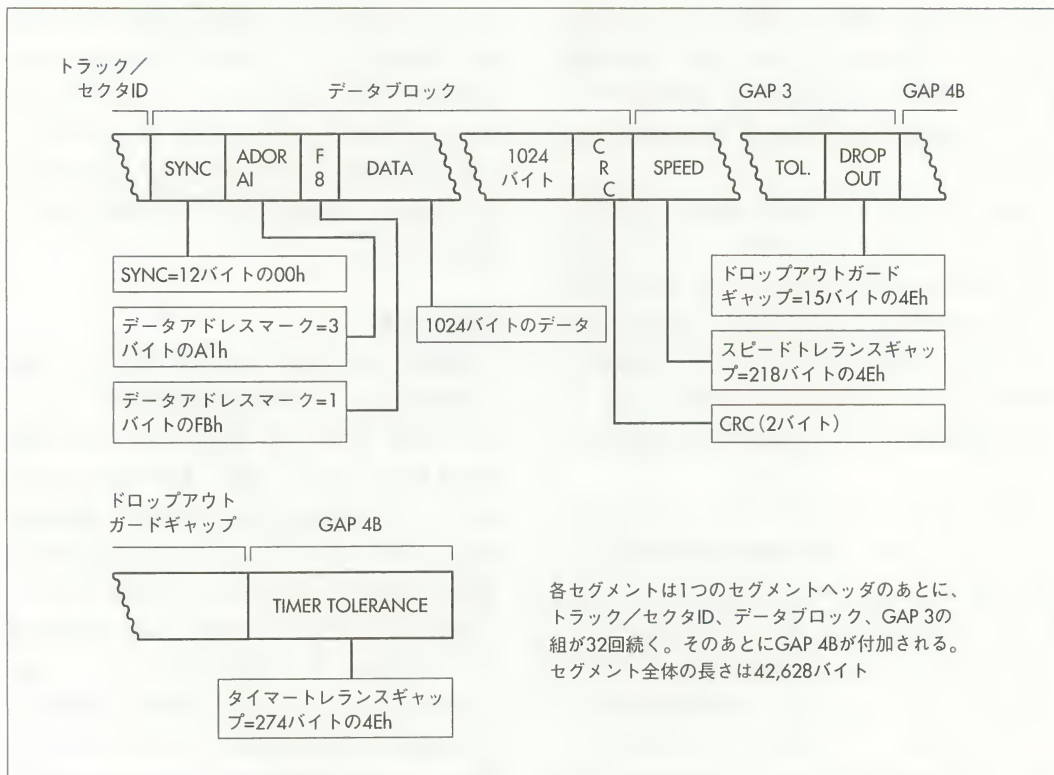 トラック／
セクタID
データブロック
GAP 3
GAP 4B
SYNC
ADOR
AI
F
8
DATA
1024
バイト
C
R
C
SPEED
TOL.
DROP
OUT
SYNC=12バイトの00h
データアドレスマーク=3
バイトのA1h
データアドレスマーク=1
バイトのFBh
1024バイトのデータ
ドロップアウトガード
ギャップ=15バイトの4Eh
スピードトレランスギャッ
プ=218バイトの4Eh
CRC(2バイト)
ドロップアウト
ガードギャップ
GAP 4B
TIMER TOLERANCE
タイマートレランスギャッ
プ=274バイトの4Eh
各セグメントは1つのセグメントヘッダのあとに、
トラック／セクタID、データブロック、GAP 3の
組が32回続く。そのあとにGAP 4Bが付加される。
セグメント全体の長さは42,628バイト